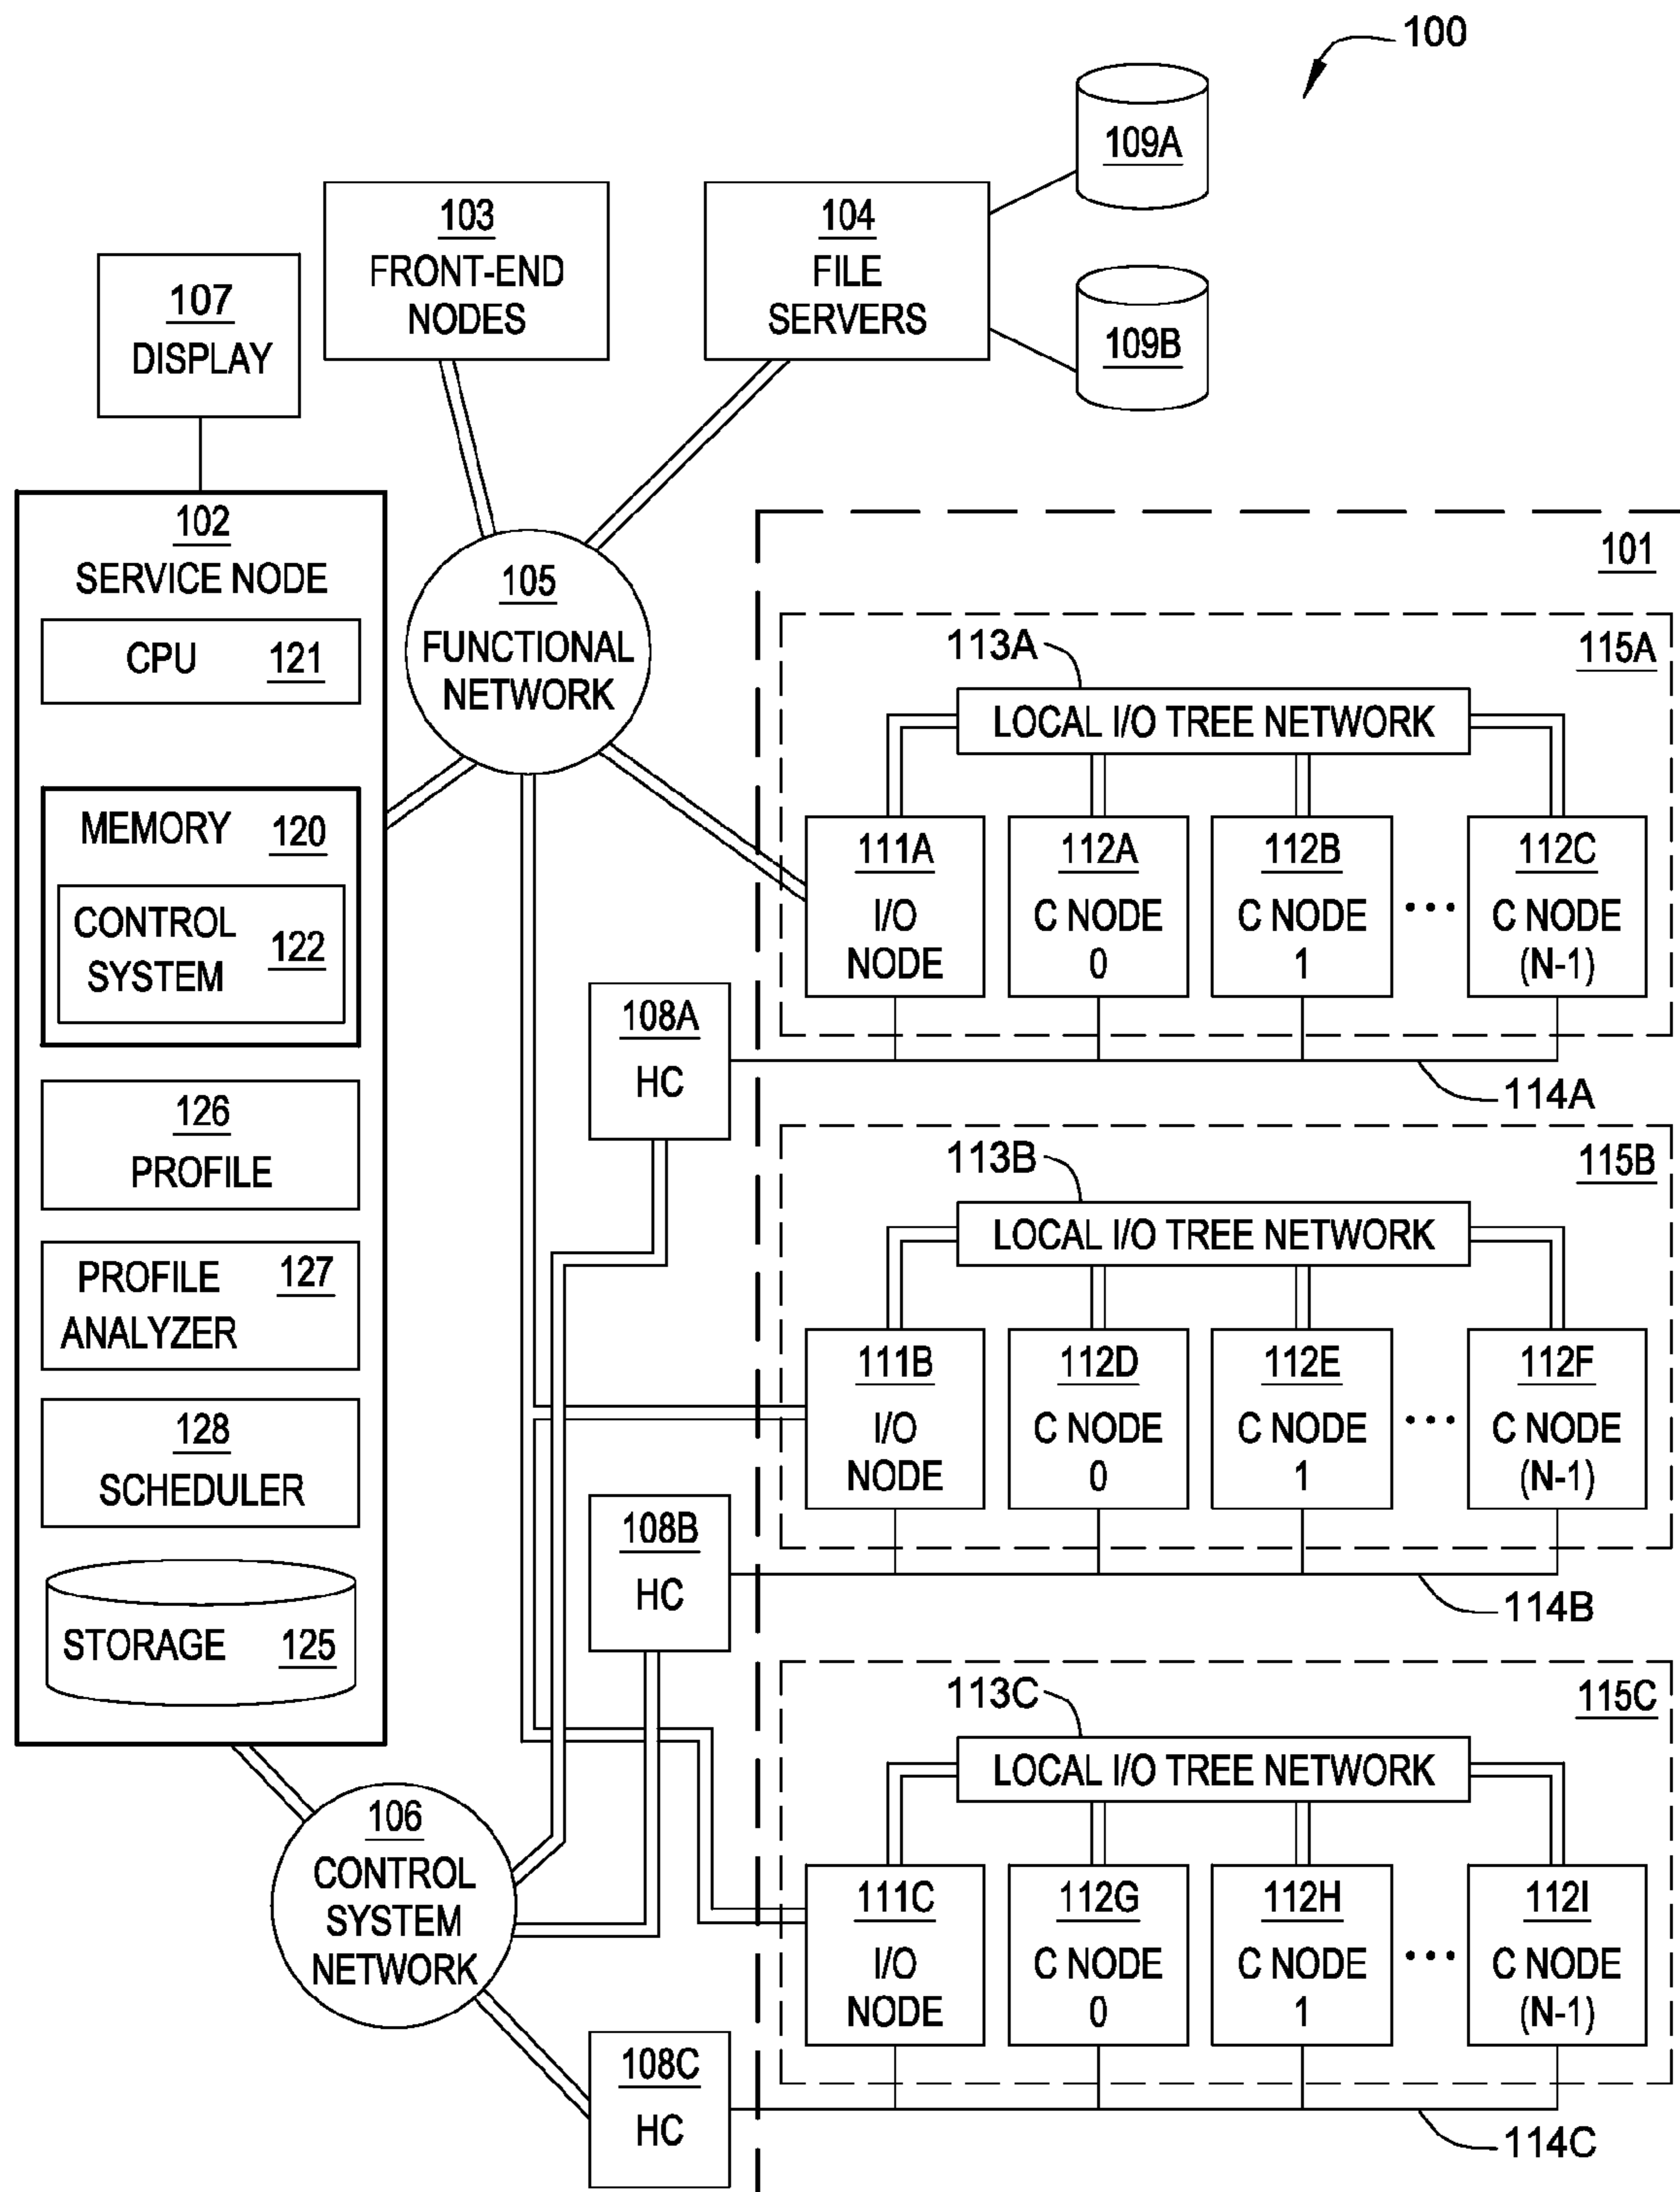 100
109A
103
FRONT-END
NODES
104
FILE
SERVERS
109B
107
DISPLAY
102
SERVICE NODE
CPU 121
MEMORY 120
CONTROL
SYSTEM
122
126
PROFILE
PROFILE
ANALYZER
127
128
SCHEDULER
STORAGE 125
105
FUNCTIONAL
NETWORK
106
CONTROL
SYSTEM
NETWORK
108A
HC
108B
HC
108C
HC
101
115A
113A
LOCAL I/O TREE NETWORK
111A
I/O
NODE
112A
C NODE
0
112B
C NODE
1
•••
112C
C NODE
(N-1)
114A
115B
113B
LOCAL I/O TREE NETWORK
111B
I/O
NODE
112D
C NODE
0
112E
C NODE
1
•••
112F
C NODE
(N-1)
114B
115C
113C
LOCAL I/O TREE NETWORK
111C
I/O
NODE
112G
C NODE
0
112H
C NODE
1
•••
112I
C NODE
(N-1)
114C